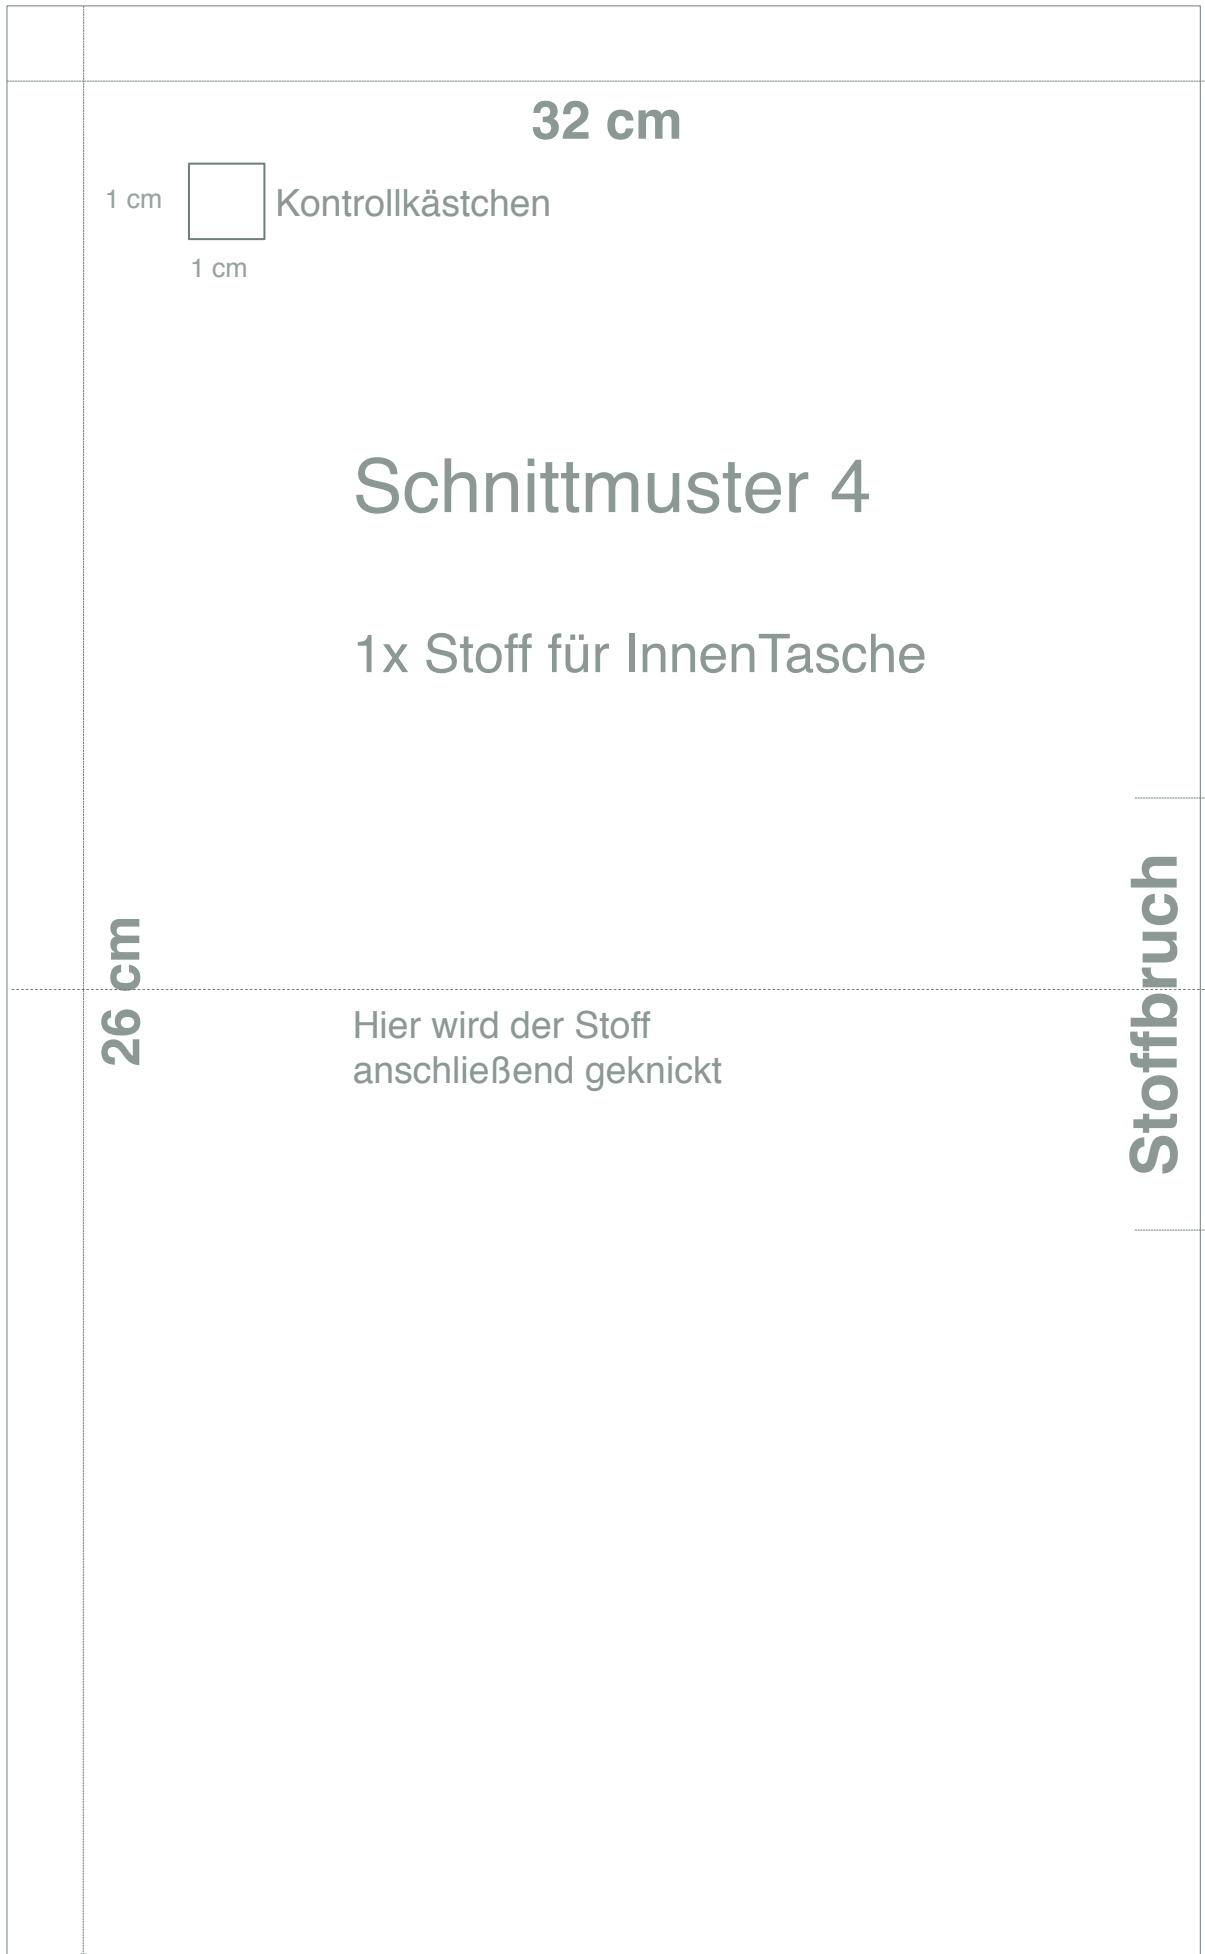 32 cm
1 cm
Kontrollkästchen
1 cm
Schnittmuster 4
1x Stoff für InnenTasche
26 cm
Stoffbruch
Hier wird der Stoff
anschließend geknickt